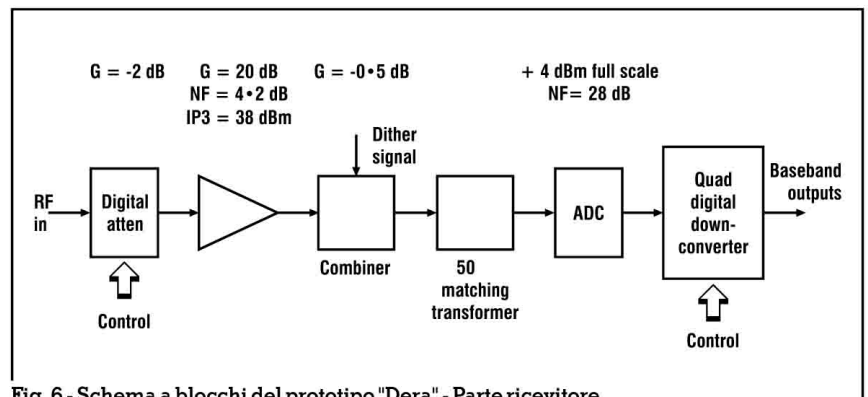 G = -2 dB
G = 20 dB
NF = 4•2 dB
IP3 = 38 dBm
G = -0•5 dB
+ 4 dBm full scale
NF= 28 dB
Dither
signal
RF
in
Digital
atten
ADC
Quad
digital
down-
converter
Baseband
outputs
Combiner
50
matching
transformer
Control
Control
Fig. 6 - Schema a blocchi del prototipo "Dera" - Parte ricevitore